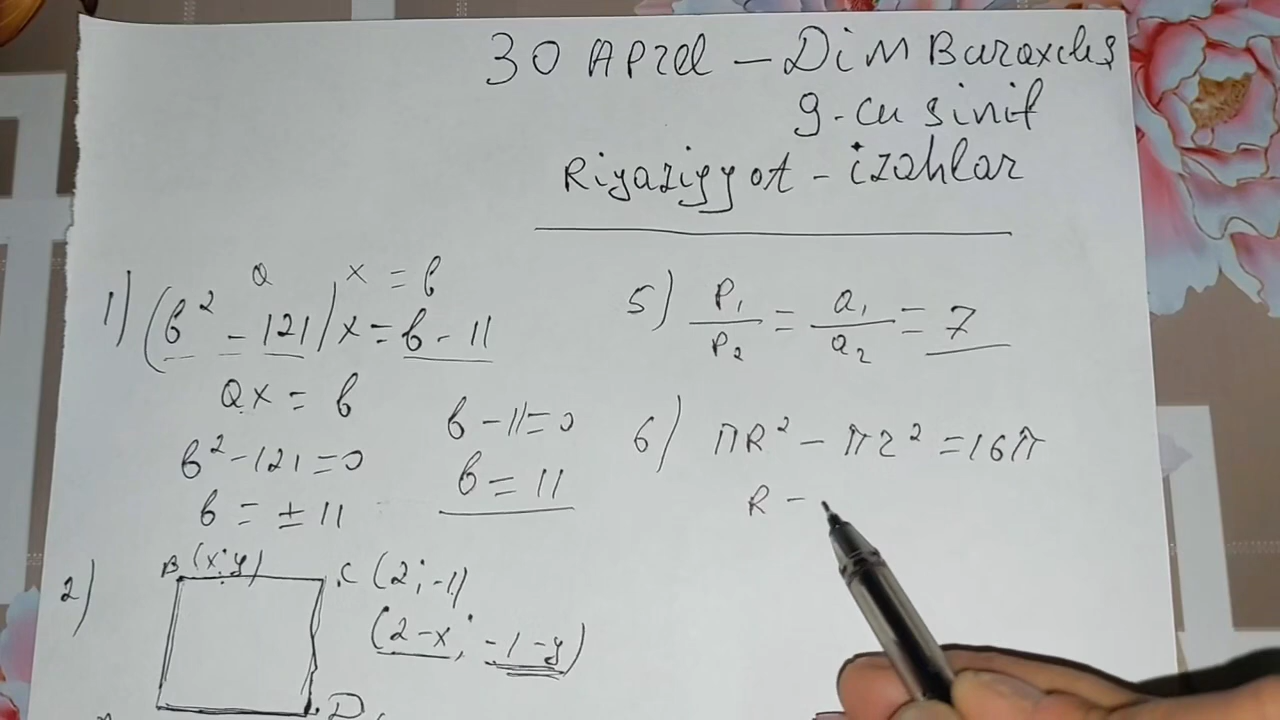 30 Aprel - DiM Buraxılış
9-cu sinif
Riyaziyyat - izahlar
a x = b
1) (b² - 121) x = b - 11
ax = b
b² - 121 = 0
b - 11 = 0
b = ± 11
b = 11
2)
B (x; y)
C (2; -1)
(2 - x; -1 - y)
D
5) P₁/P₂ = a₁/a₂ = 7
6) πR² - πr² = 16π
R -